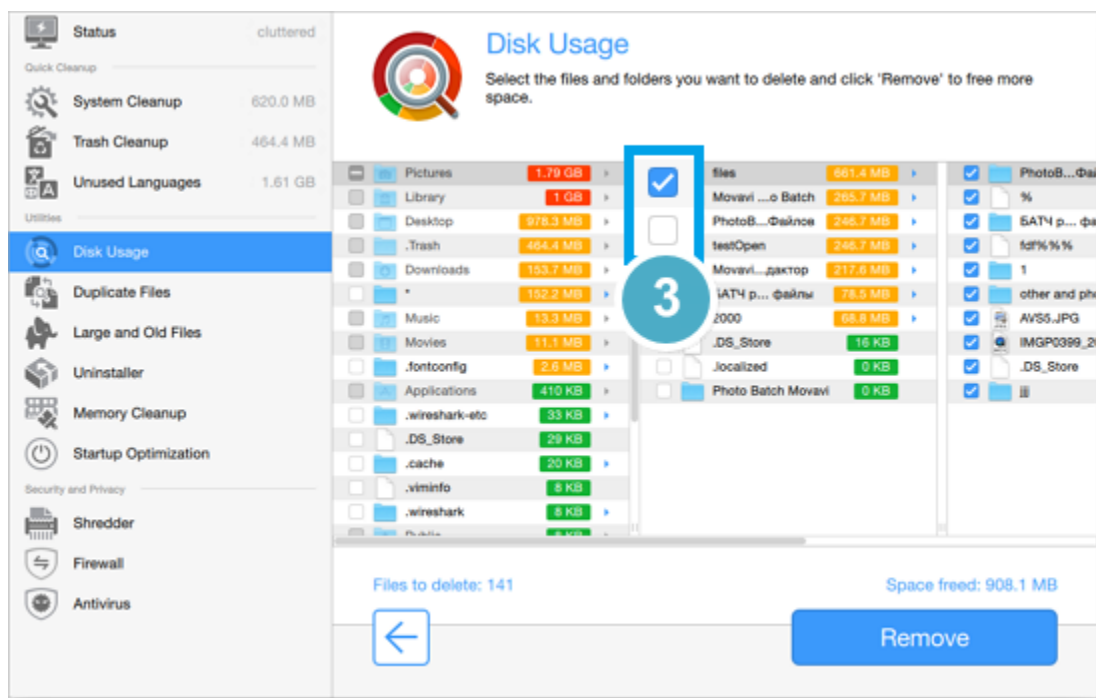 Status cluttered
Quick Cleanup
System Cleanup 620.0 MB
Trash Cleanup 464.4 MB
Unused Languages 1.61 GB
Utilities
Disk Usage
Duplicate Files
Large and Old Files
Uninstaller
Memory Cleanup
Startup Optimization
Security and Privacy
Shredder
Firewall
Antivirus
Disk Usage
Select the files and folders you want to delete and click 'Remove' to free more
space.
Pictures 1.79 GB
Library 1 GB
Desktop 978.3 MB
.Trash 464.4 MB
Downloads 153.7 MB
* 152.2 MB
Music 13.3 MB
Movies 11.1 MB
.fontconfig 2.6 MB
Applications 410 KB
.wireshark-etc 33 KB
.DS_Store 29 KB
.cache 20 KB
.viminfo 8 KB
.wireshark 8 KB
Public 8 KB
3
files 661.4 MB
Movavi ...o Batch 265.7 MB
PhotoB...Файлов 246.7 MB
testOpen 246.7 MB
Movavi...дактор 217.6 MB
БАТЧ р... файлы 78.5 MB
2000 68.8 MB
.DS_Store 16 KB
.localized 0 KB
Photo Batch Movavi 0 KB
PhotoB...Фай
%
БАТЧ р... фа
fdf%%%
1
other and pho
AVS5.JPG
IMGP0399_20
.DS_Store
Files to delete: 141
Space freed: 908.1 MB
Remove